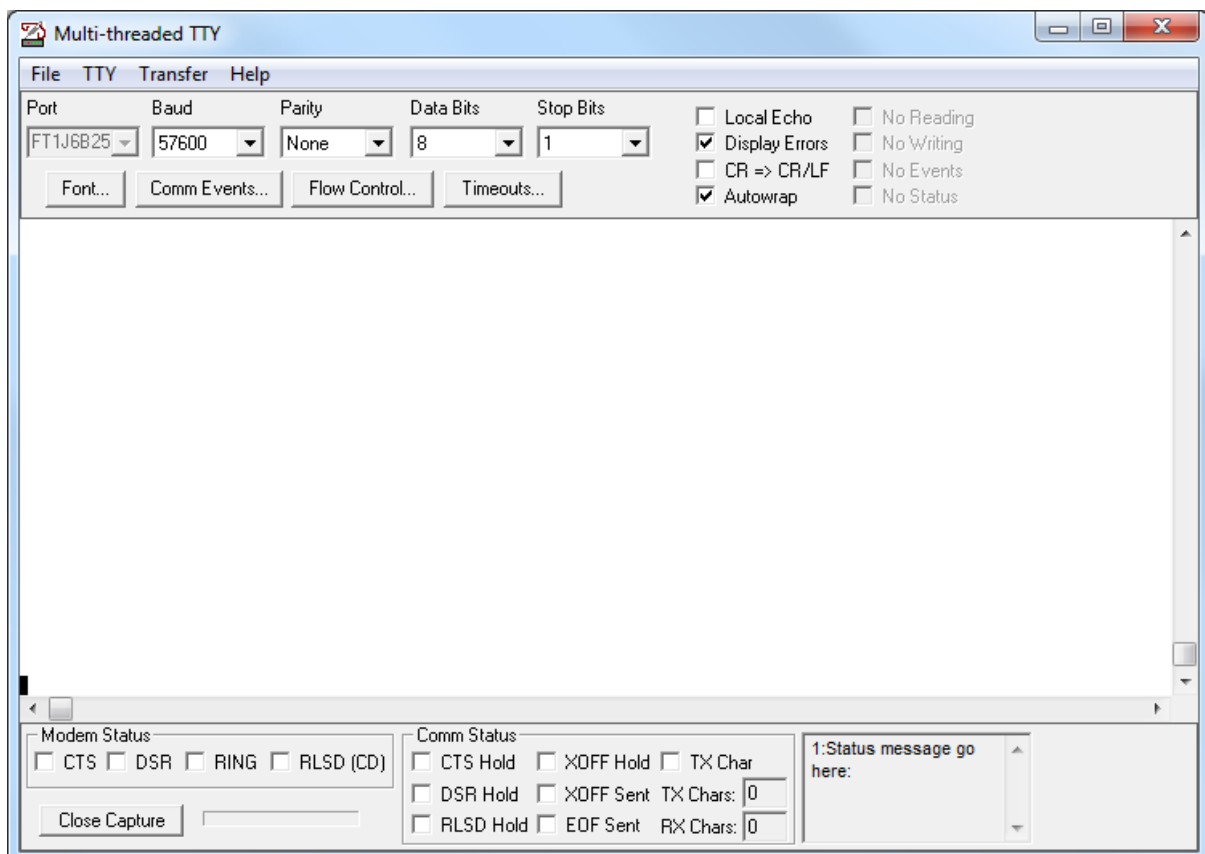 Multi-threaded TTY
File TTY Transfer Help
Port Baud Parity Data Bits Stop Bits
FT1J6B25 57600 None 8 1
Font... Comm Events... Flow Control... Timeouts...
Local Echo No Reading
Display Errors No Writing
CR => CR/LF No Events
Autowrap No Status
Modem Status
CTS DSR RING RLSD (CD)
Close Capture
Comm Status
CTS Hold XOFF Hold TX Char
DSR Hold XOFF Sent TX Chars: 0
RLSD Hold EOF Sent RX Chars: 0
1:Status message go
here: